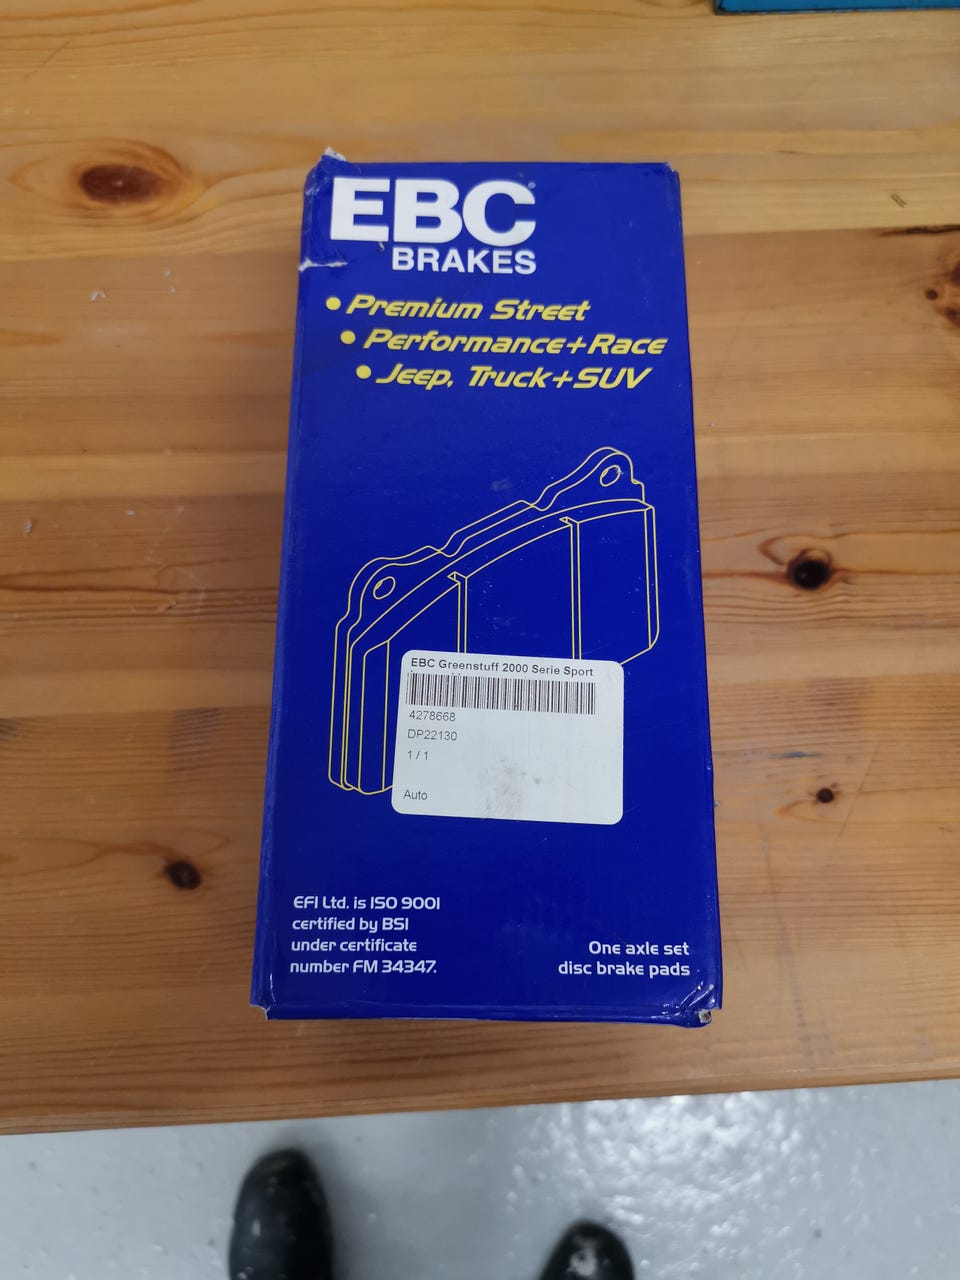 EBC®
BRAKES
• Premium Street
• Performance+Race
• Jeep, Truck+SUV
EBC Greenstuff 2000 Serie Sport
4278668
DP22130
1 / 1
Auto
EFI Ltd. is ISO 9001
certified by BSI
under certificate
number FM 34347.
One axle set
disc brake pads